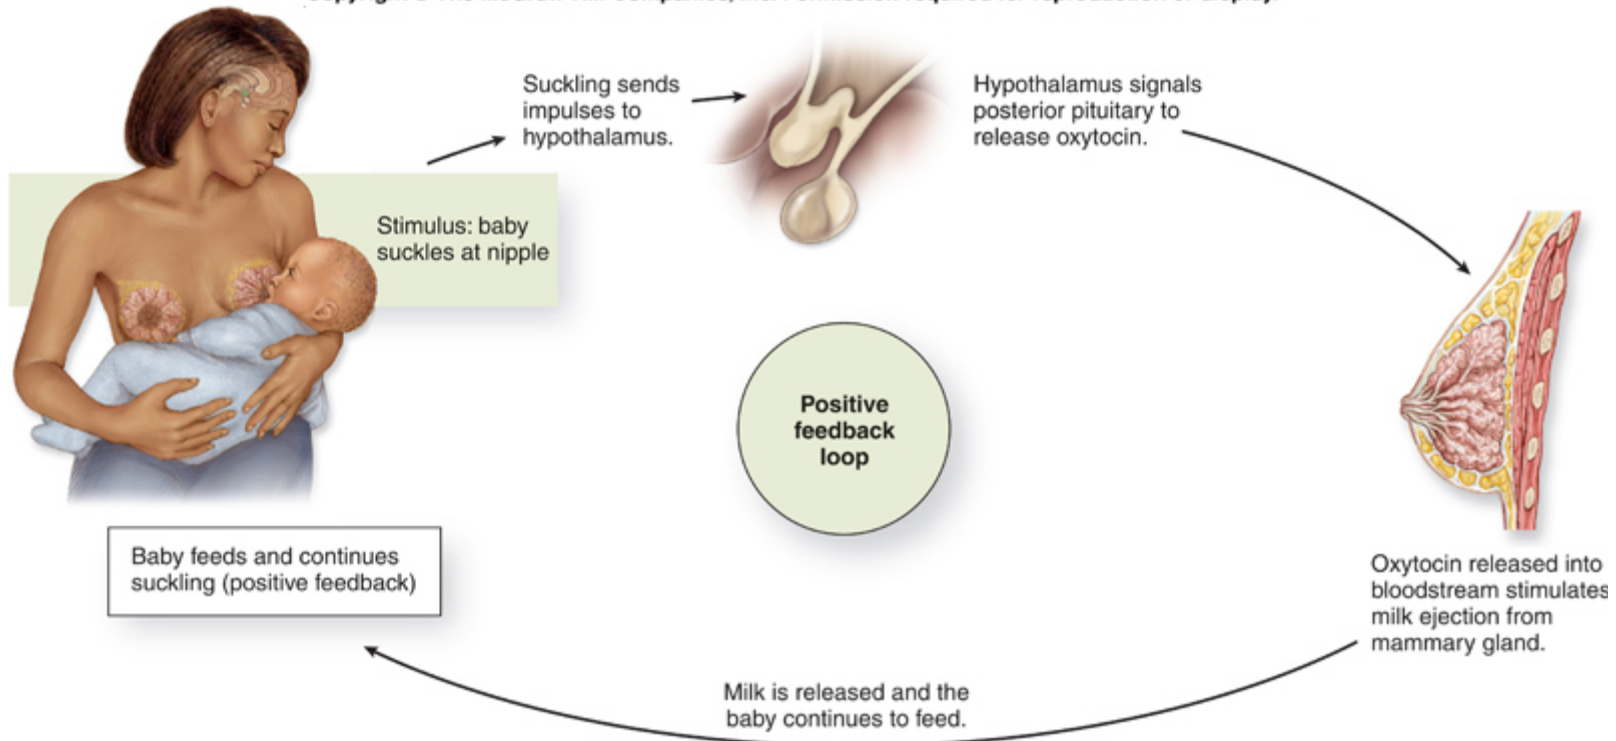 Suckling sends
impulses to
hypothalamus.
Hypothalamus signals
posterior pituitary to
release oxytocin.
Stimulus: baby
suckles at nipple
Positive
feedback
loop
Baby feeds and continues
suckling (positive feedback)
Oxytocin released into
bloodstream stimulates
milk ejection from
mammary gland.
Milk is released and the
baby continues to feed.